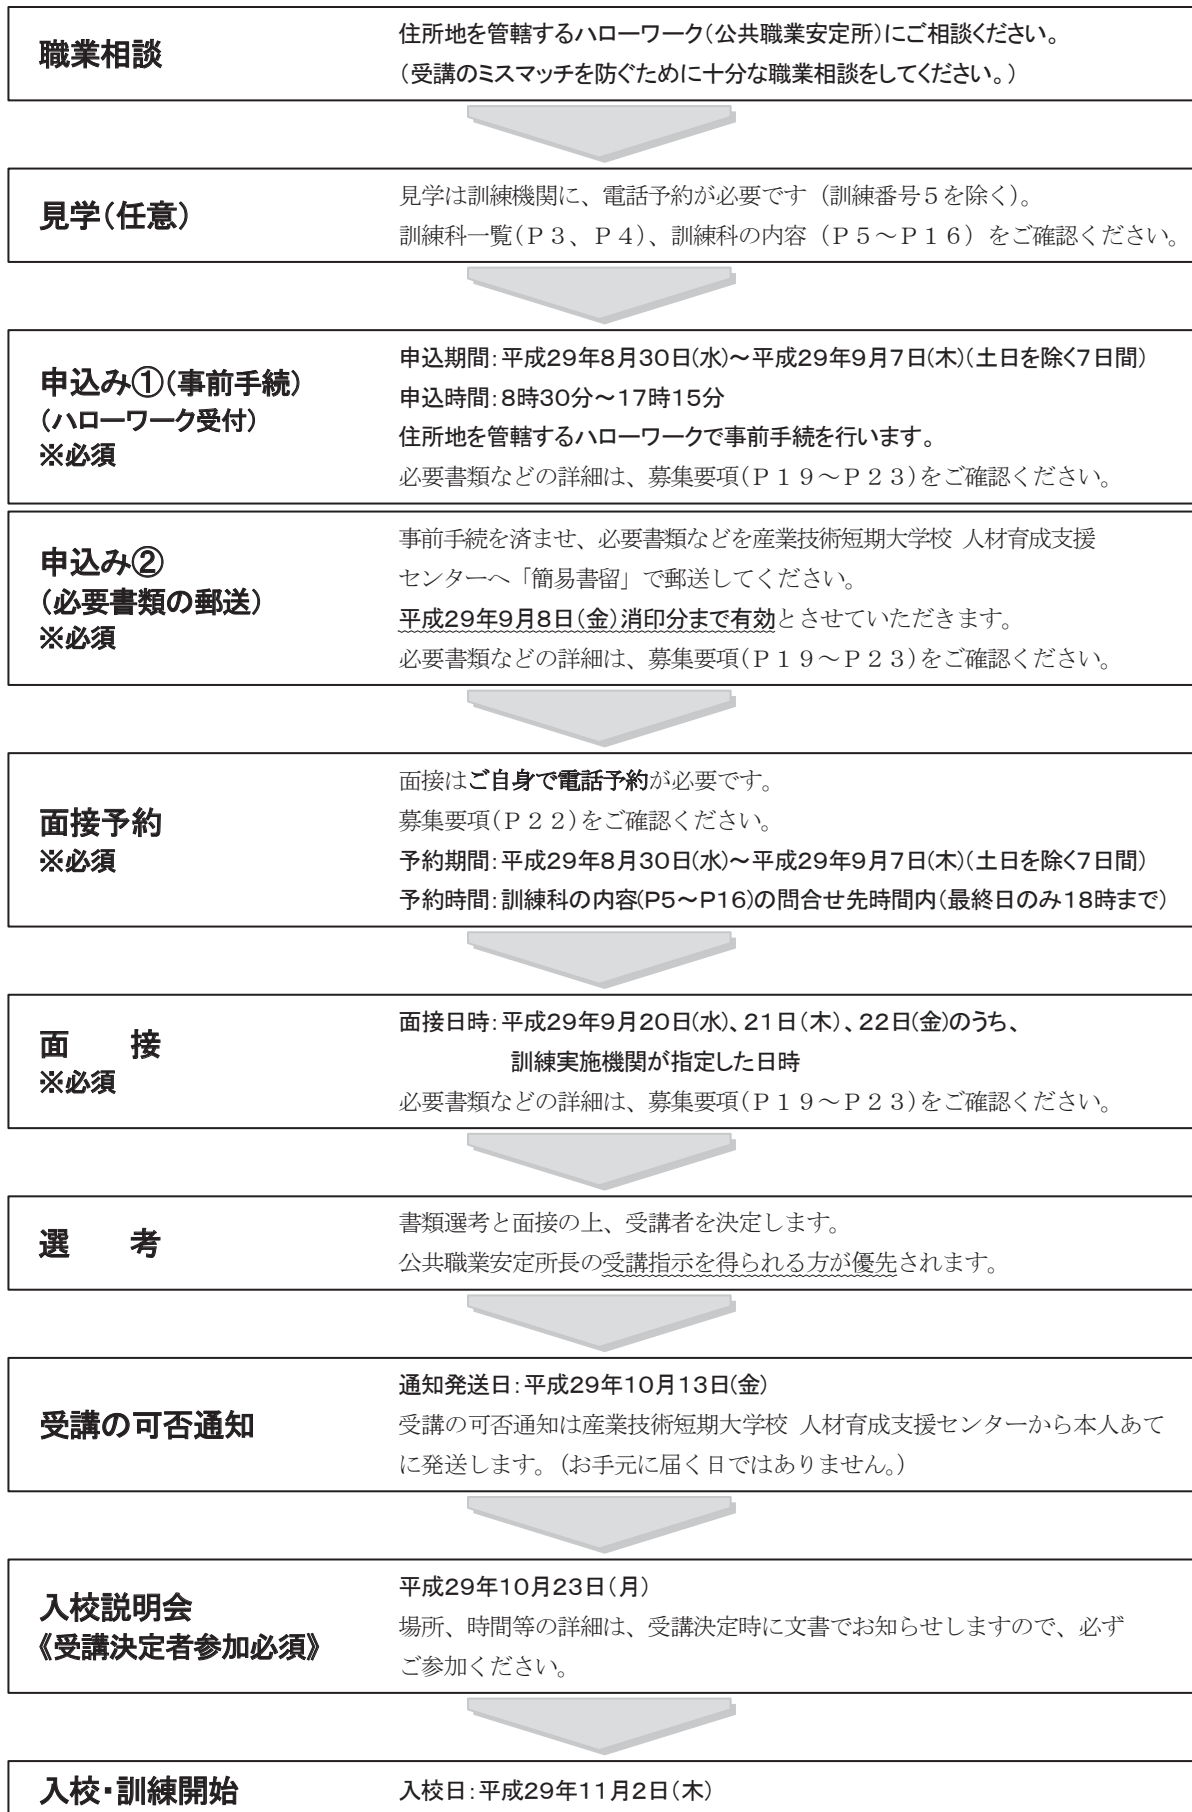 職業相談
住所地を管轄するハローワーク（公共職業安定所）にご相談ください。
（受講のミスマッチを防ぐために十分な職業相談をしてください。）
見学（任意）
見学は訓練機関に、電話予約が必要です（訓練番号５を除く）。
訓練科一覧（Ｐ３、Ｐ４）、訓練科の内容（Ｐ５～Ｐ１６）をご確認ください。
申込み①（事前手続）
（ハローワーク受付）
※必須
申込期間：平成29年8月30日(水)～平成29年9月7日(木)（土日を除く7日間）
申込時間：8時30分～17時15分
住所地を管轄するハローワークで事前手続を行います。
必要書類などの詳細は、募集要項（Ｐ１９～Ｐ２３）をご確認ください。
申込み②
（必要書類の郵送）
※必須
事前手続を済ませ、必要書類などを産業技術短期大学校 人材育成支援
センターへ「簡易書留」で郵送してください。
平成29年9月8日（金）消印分まで有効とさせていただきます。
必要書類などの詳細は、募集要項（Ｐ１９～Ｐ２３）をご確認ください。
面接予約
※必須
面接はご自身で電話予約が必要です。
募集要項（Ｐ２２）をご確認ください。
予約期間：平成29年8月30日(水)～平成29年9月7日(木)（土日を除く7日間）
予約時間：訓練科の内容(P5～P16)の問合せ先時間内（最終日のみ18時まで）
面　　接
※必須
面接日時：平成29年9月20日(水)、21日（木）、22日(金)のうち、
訓練実施機関が指定した日時
必要書類などの詳細は、募集要項（Ｐ１９～Ｐ２３）をご確認ください。
選　　考
書類選考と面接の上、受講者を決定します。
公共職業安定所長の受講指示を得られる方が優先されます。
受講の可否通知
通知発送日：平成29年10月13日(金)
受講の可否通知は産業技術短期大学校 人材育成支援センターから本人あて
に発送します。（お手元に届く日ではありません。）
入校説明会
《受講決定者参加必須》
平成29年10月23日（月）
場所、時間等の詳細は、受講決定時に文書でお知らせしますので、必ず
ご参加ください。
入校・訓練開始
入校日：平成29年11月2日（木）